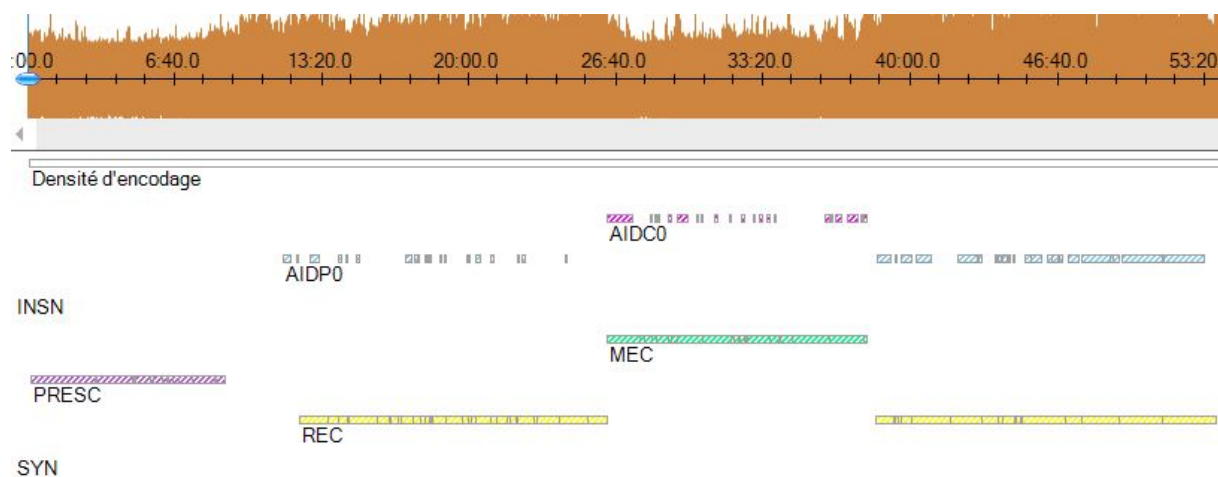 :00.0 6:40.0 13:20.0 20:00.0 26:40.0 33:20.0 40:00.0 46:40.0 53:20
Densité d'encodage
AIDC0
AIDP0
INSN
MEC
PRESC
REC
SYN